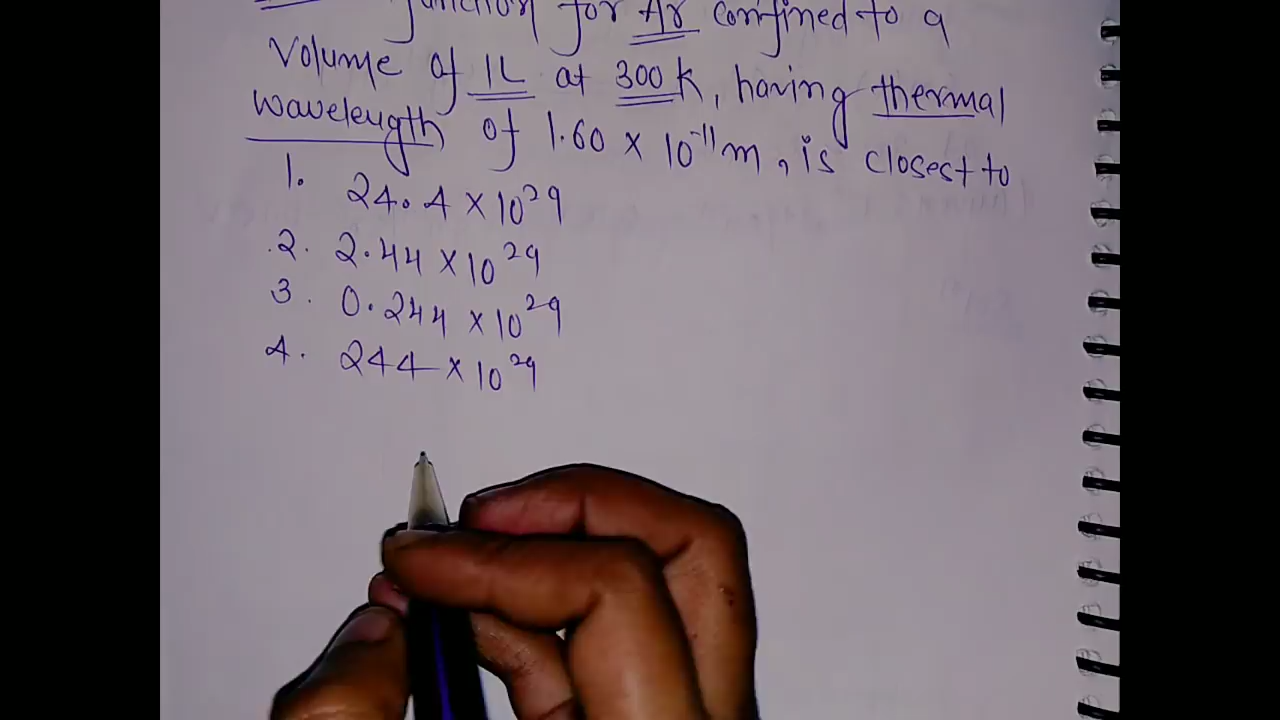 function for Ar confined to a
Volume of 1L at 300K, having thermal
wavelength of 1.60 × 10⁻¹¹m, is closest to
1. 24.4 × 10²⁹
2. 2.44 × 10²⁹
3. 0.244 × 10²⁹
4. 244 × 10²⁹